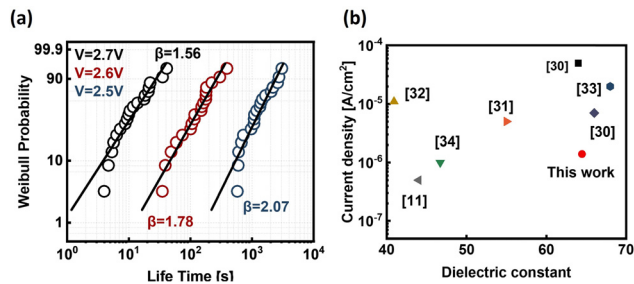 (a)
V=2.7V
V=2.6V
V=2.5V
β=1.56
β=1.78
β=2.07
Weibull Probability
99.9
90
10
1
10⁰ 10¹ 10² 10³ 10⁴
Life Time [s]
(b)
Current density [A/cm²]
10⁻⁴
10⁻⁵
10⁻⁶
10⁻⁷
[30]
[32]
[33]
[31]
[30]
[34]
This work
[11]
40 50 60 70
Dielectric constant